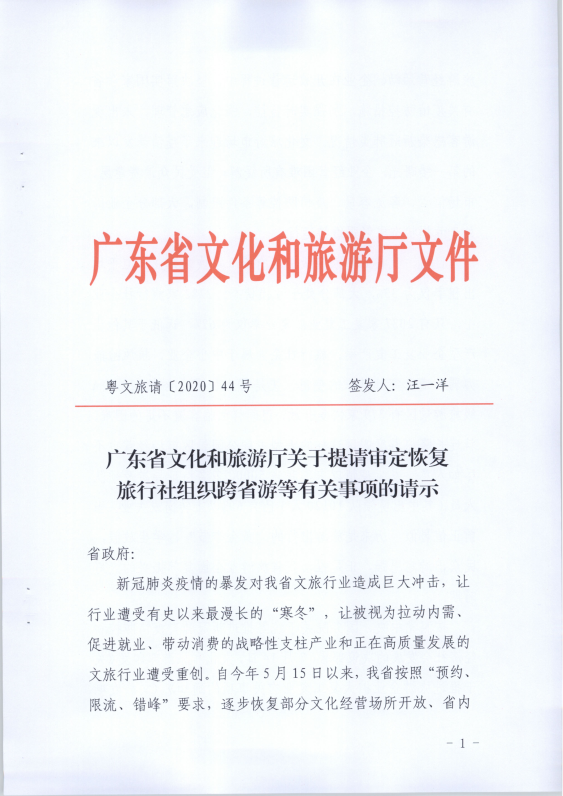 广东省文化和旅游厅文件
粤文旅请〔2020〕44号
签发人：汪一洋
广东省文化和旅游厅关于提请审定恢复
旅行社组织跨省游等有关事项的请示
省政府：
新冠肺炎疫情的暴发对我省文旅行业造成巨大冲击，让
行业遭受有史以来最漫长的“寒冬”，让被视为拉动内需、
促进就业、带动消费的战略性支柱产业和正在高质量发展的
文旅行业遭受重创。自今年5月15日以来，我省按照“预约、
限流、错峰”要求，逐步恢复部分文化经营场所开放、省内
- 1 -